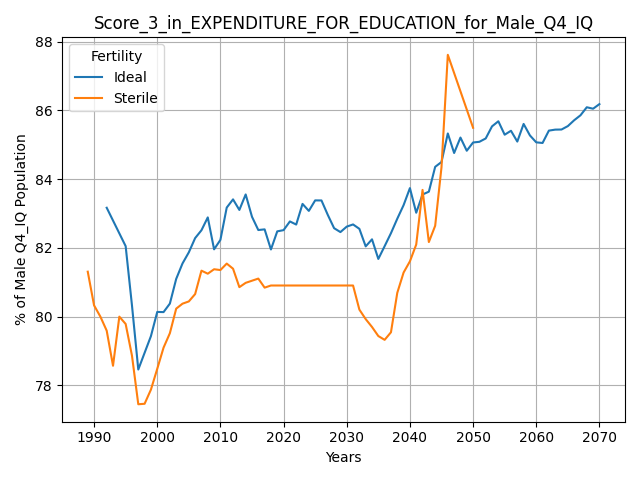 Score_3_in_EXPENDITURE_FOR_EDUCATION_for_Male_Q4_IQ
Fertility
Ideal
Sterile
% of Male Q4_IQ Population
88
86
84
82
80
78
1990 2000 2010 2020 2030 2040 2050 2060 2070
Years